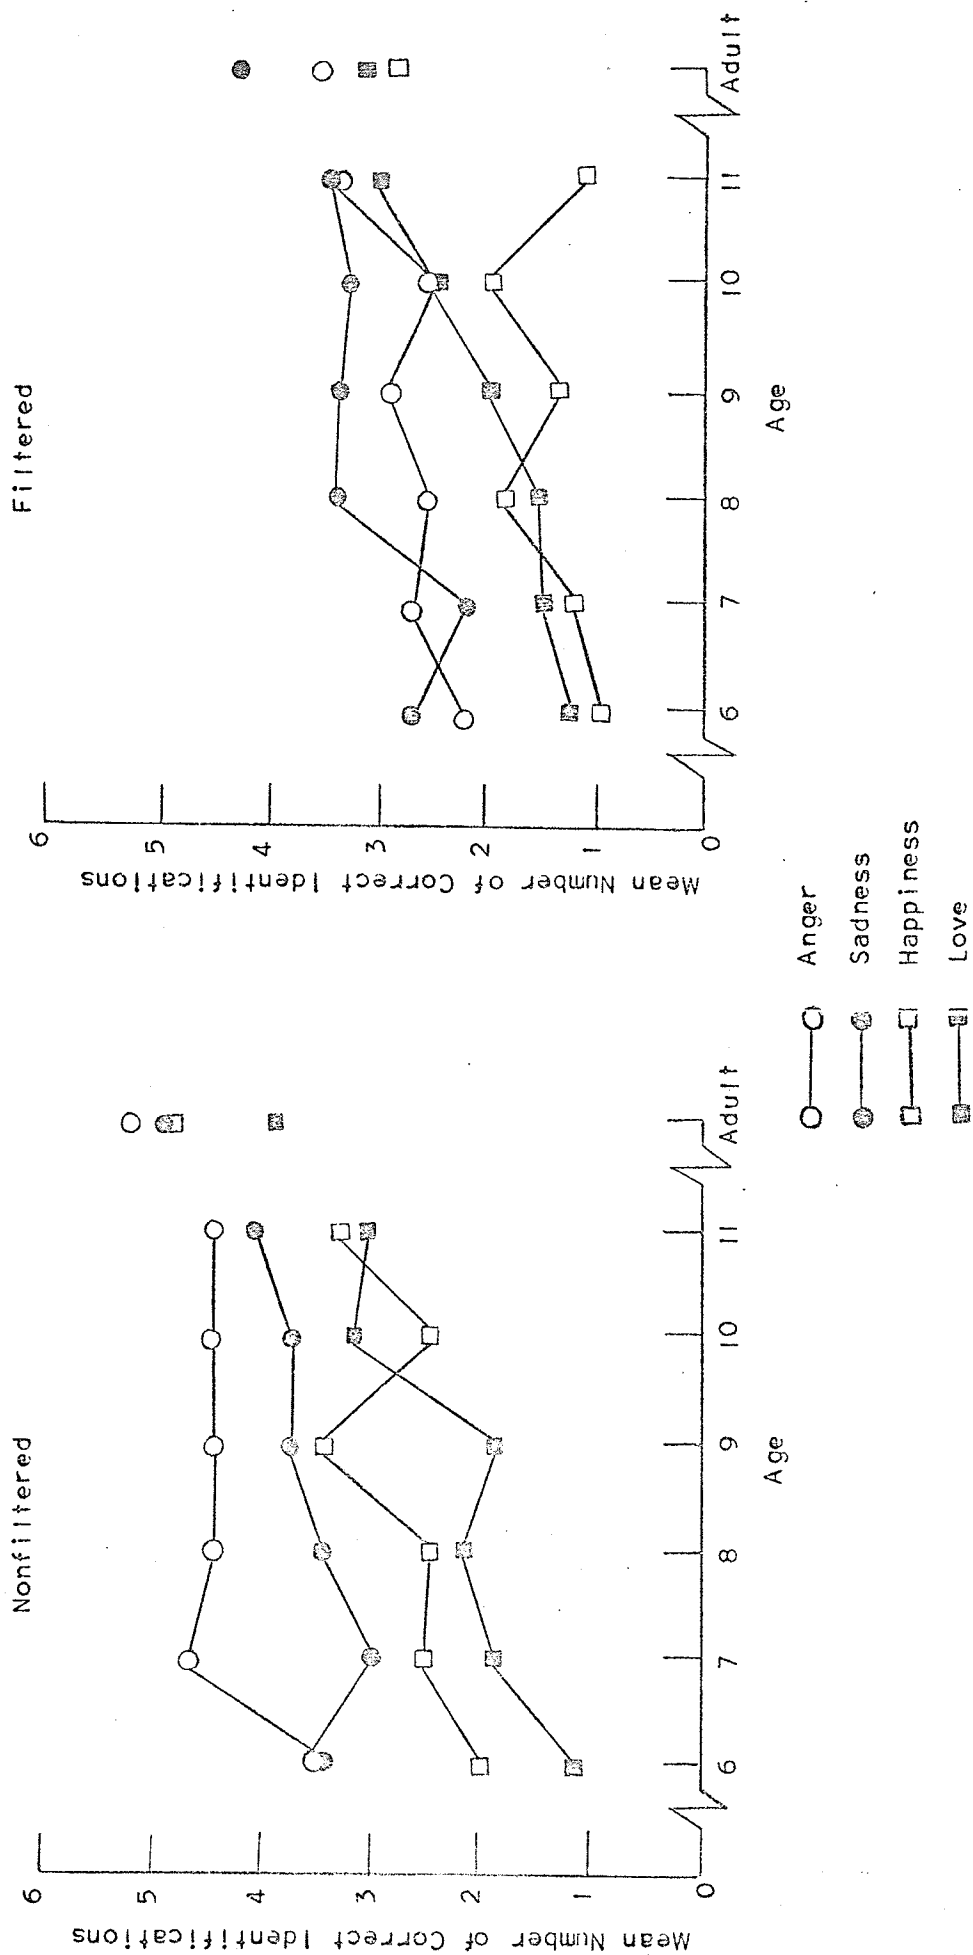 Nonfiltered
Mean Number of Correct Identifications
6
5
4
3
2
1
0
6 7 8 9 10 11 Adult
Age
Filtered
Mean Number of Correct Identifications
6
5
4
3
2
1
0
6 7 8 9 10 11 Adult
Age
Anger
Sadness
Happiness
Love